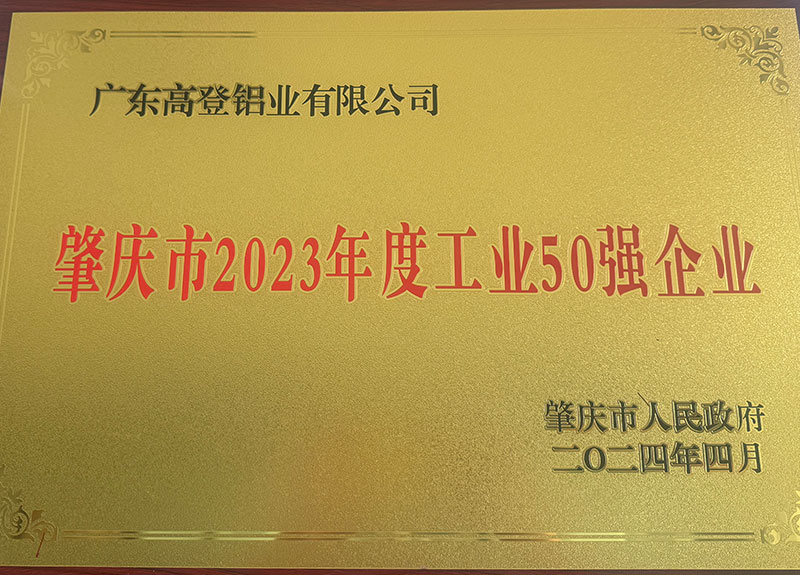 广东高登铝业有限公司
肇庆市2023年度工业50强企业
肇庆市人民政府
二O二四年四月